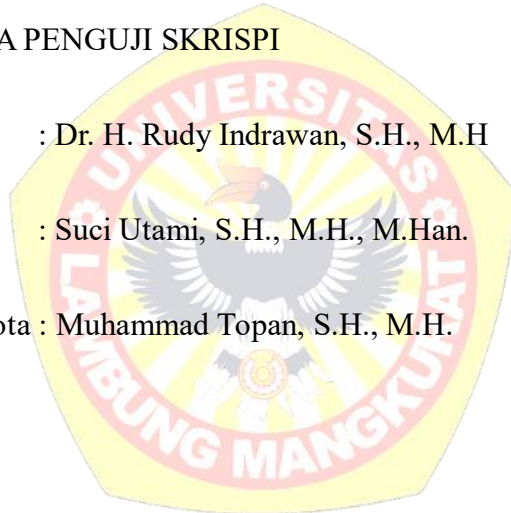 A PENGUJI SKRISPI
: Dr. H. Rudy Indrawan, S.H., M.H
: Suci Utami, S.H., M.H., M.Han.
ota : Muhammad Topan, S.H., M.H.
UNIVERSITAS
LAMBUNG MANGKURAT